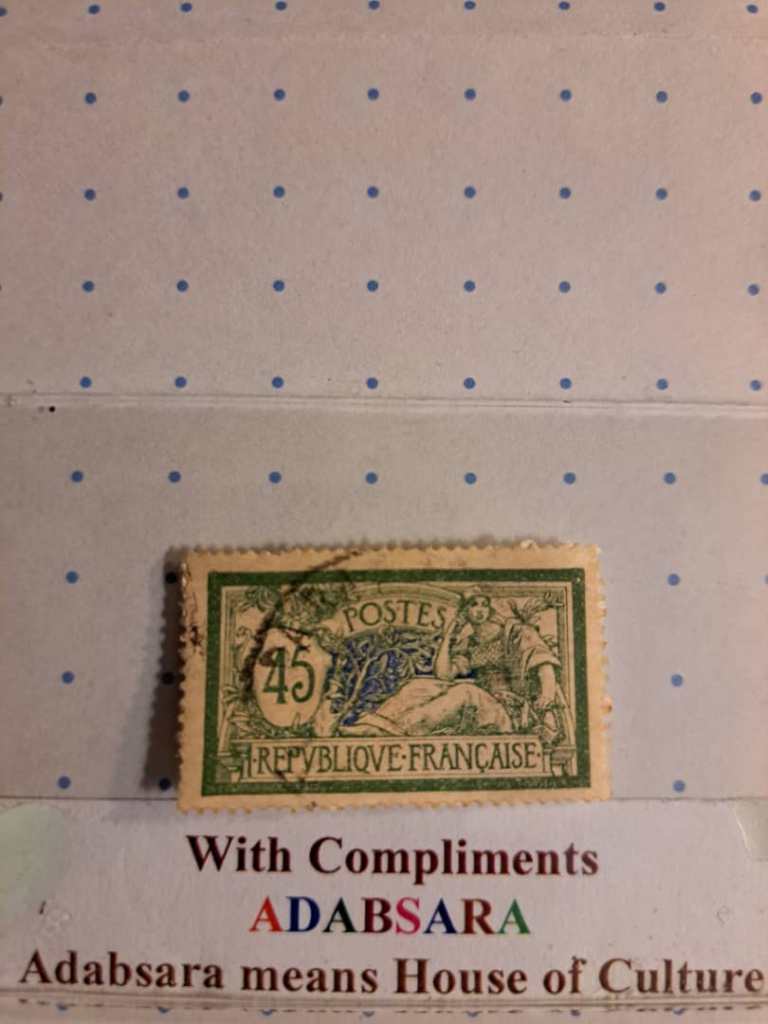 POSTES
45
·REPVBLIQVE·FRANÇAISE·
With Compliments
ADABSARA
Adabsara means House of Culture